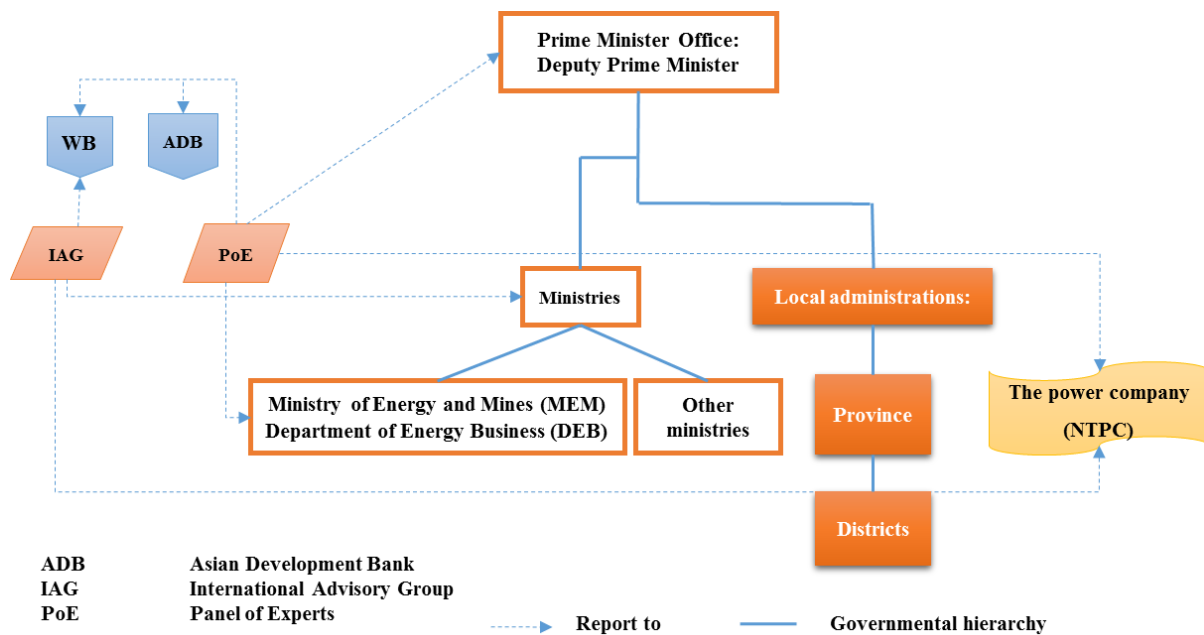 Prime Minister Office:
Deputy Prime Minister
WB
ADB
IAG
PoE
Ministries
Local administrations:
Ministry of Energy and Mines (MEM)
Department of Energy Business (DEB)
Other
ministries
Province
The power company
(NTPC)
Districts
ADB Asian Development Bank
IAG International Advisory Group
PoE Panel of Experts
Report to
Governmental hierarchy